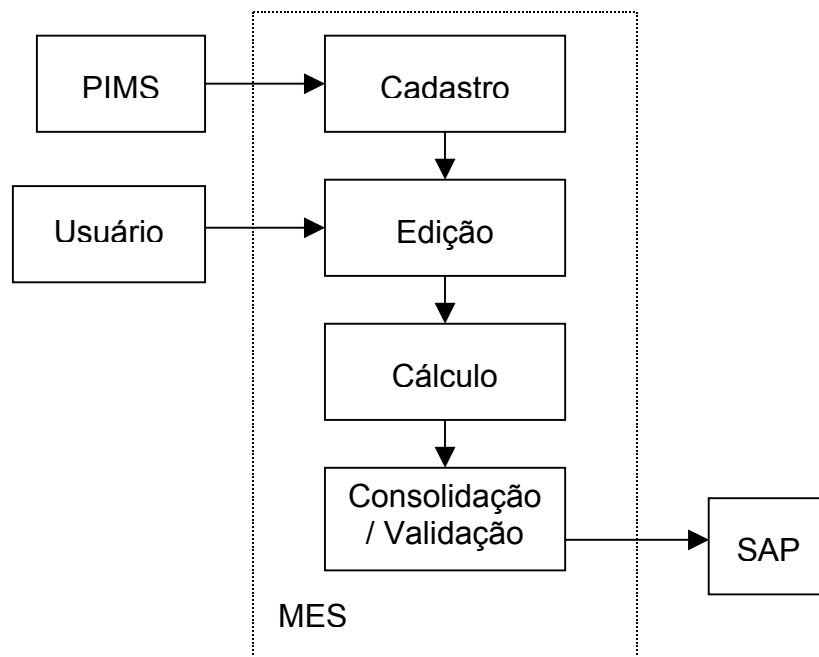 PIMS
Cadastro
Usuário
Edição
Cálculo
Consolidação
/ Validação
SAP
MES